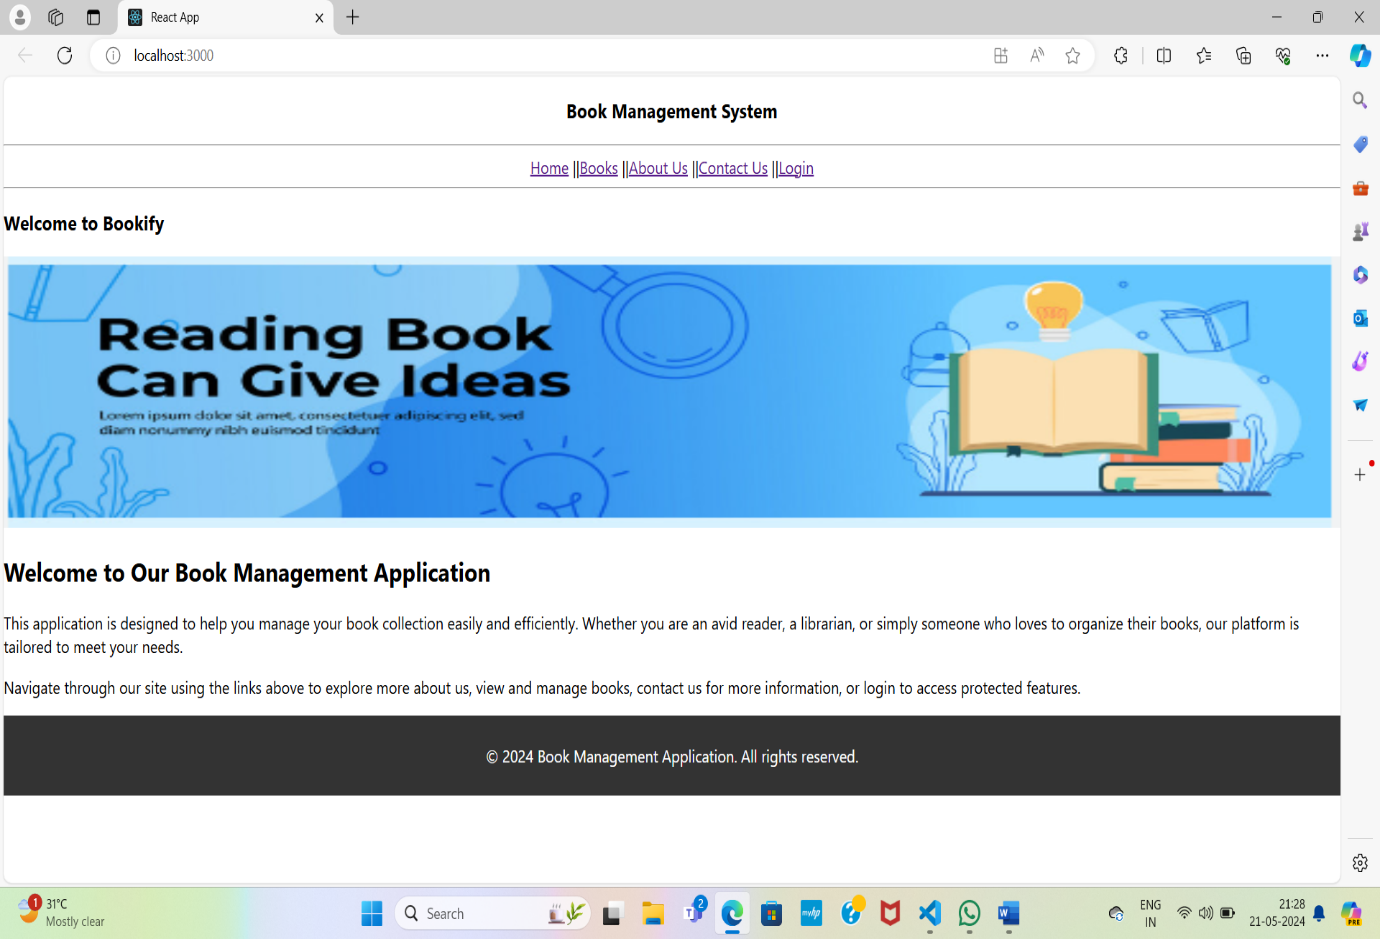 React App
localhost:3000
Book Management System
Home ||Books ||About Us ||Contact Us ||Login
Welcome to Bookify
Reading Book
Can Give Ideas
Lorem ipsum dolor sit amet, consectetuer adipiscing elit, sed
diam nonummy nibh euismod tincidunt
Welcome to Our Book Management Application
This application is designed to help you manage your book collection easily and efficiently. Whether you are an avid reader, a librarian, or simply someone who loves to organize their books, our platform is
tailored to meet your needs.
Navigate through our site using the links above to explore more about us, view and manage books, contact us for more information, or login to access protected features.
© 2024 Book Management Application. All rights reserved.
1
31°C
Mostly clear
Search
2
mwhp
ENG
IN
21:28
21-05-2024
PRE